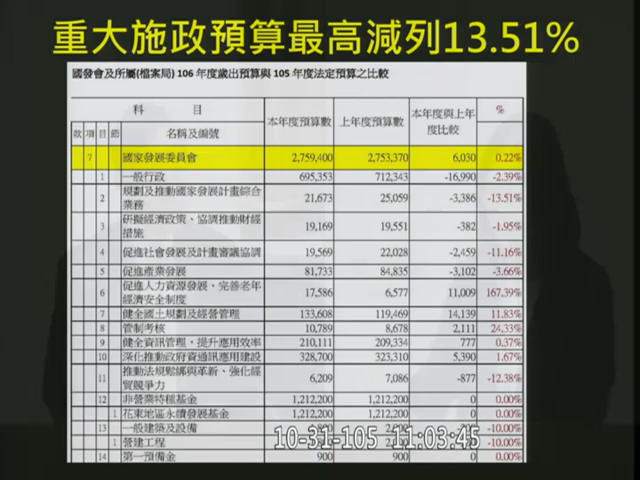 重大施政預算最高減列13.51%
國發會及所屬(檔案局) 106 年度歲出預算與 105 年度法定預算之比較
科 目 本年度預算數 上年度預算數 本年度與上年度比較 %
款 項 目 節 名稱及編號
7 國家發展委員會 2,759,400 2,753,370 6,030 0.22%
1 一般行政 695,353 712,343 -16,990 -2.39%
2 規劃及推動國家發展計畫綜合業務 21,673 25,059 -3,386 -13.51%
3 研擬經濟政策、協調推動財經措施 19,169 19,551 -382 -1.95%
4 促進社會發展及計畫審議協調 19,569 22,028 -2,459 -11.16%
5 促進產業發展 81,733 84,835 -3,102 -3.66%
6 促進人力資源發展、完善老年經濟安全制度 17,586 6,577 11,009 167.39%
7 健全國土規劃及經營管理 133,608 119,469 14,139 11.83%
8 管制考核 10,789 8,678 2,111 24.33%
9 健全資訊管理，提升應用效率 210,111 209,334 777 0.37%
10 深化推動政府資通訊應用建設 328,700 323,310 5,390 1.67%
11 推動法規鬆綁與革新、強化經貿競爭力 6,209 7,086 -877 -12.38%
12 非營業特種基金 1,212,200 1,212,200 0 0.00%
1 花東地區永續發展基金 1,212,200 1,212,200 0 0.00%
13 一般建築及設備 -10.00%
1 營建工程 -10.00%
14 第一預備金 900 900 0 0.00%
10-31-105 11:03:45